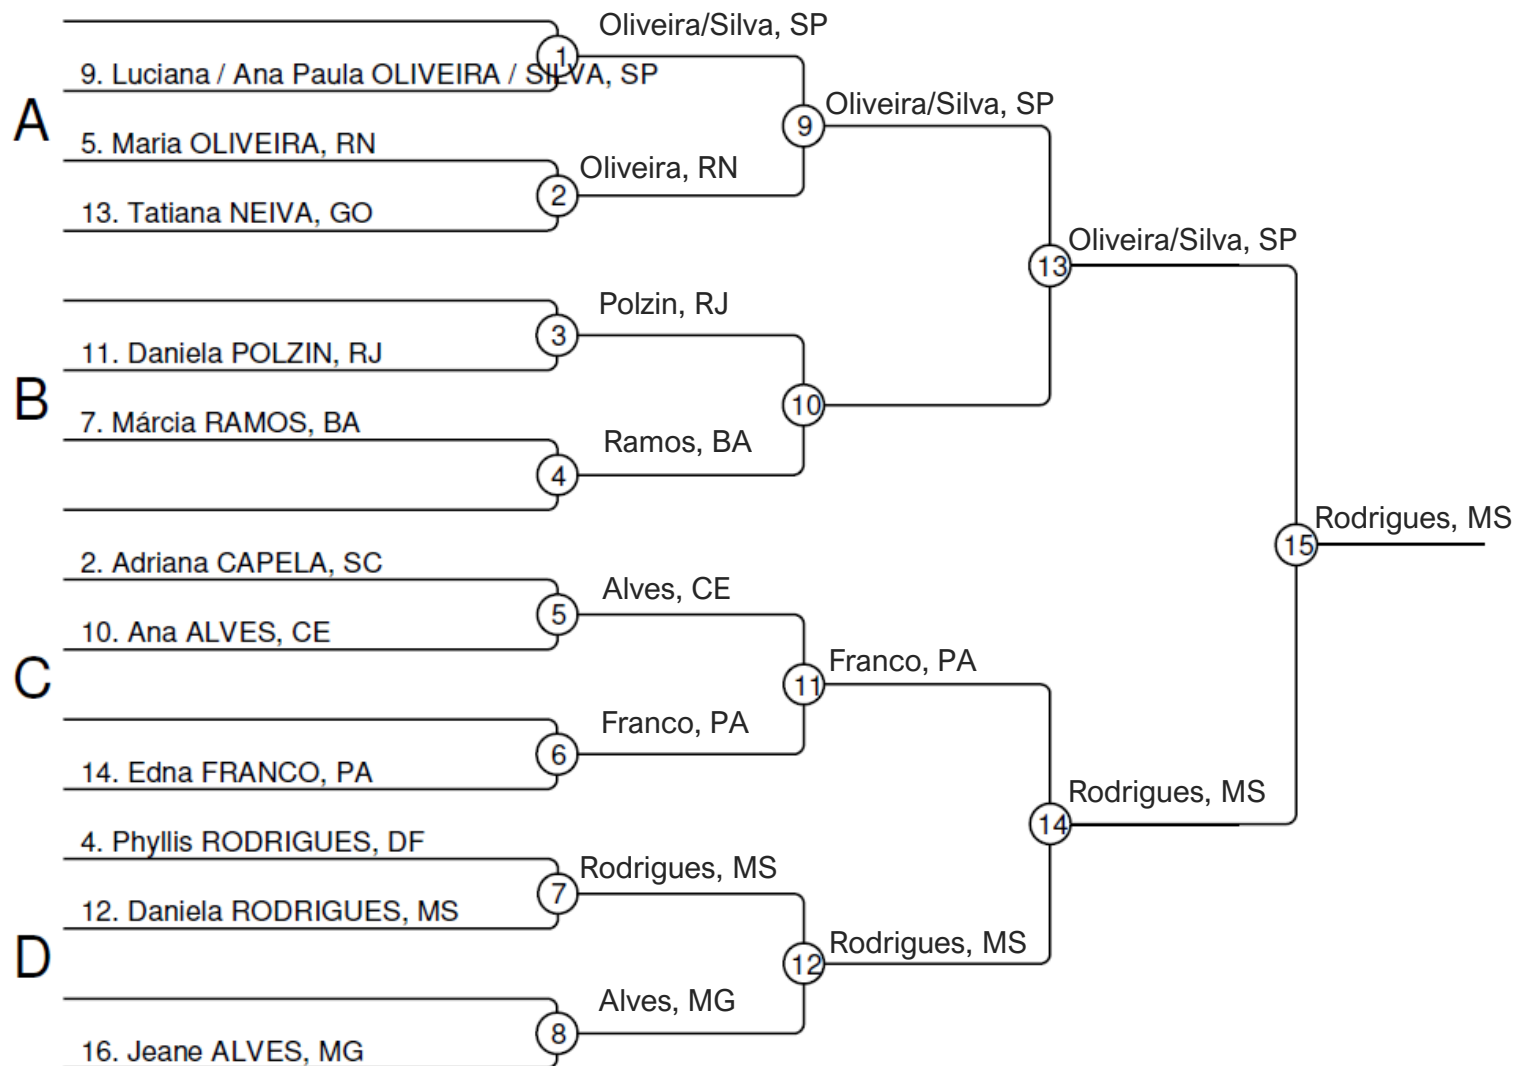 Oliveira/Silva, SP
1
9. Luciana / Ana Paula OLIVEIRA / SILVA, SP
A
Oliveira/Silva, SP
9
5. Maria OLIVEIRA, RN
Oliveira, RN
2
13. Tatiana NEIVA, GO
Oliveira/Silva, SP
13
Polzin, RJ
3
11. Daniela POLZIN, RJ
B
10
7. Márcia RAMOS, BA
Ramos, BA
4
Rodrigues, MS
15
2. Adriana CAPELA, SC
Alves, CE
5
10. Ana ALVES, CE
C
Franco, PA
11
Franco, PA
6
14. Edna FRANCO, PA
Rodrigues, MS
14
4. Phyllis RODRIGUES, DF
Rodrigues, MS
7
12. Daniela RODRIGUES, MS
D
Rodrigues, MS
12
Alves, MG
8
16. Jeane ALVES, MG